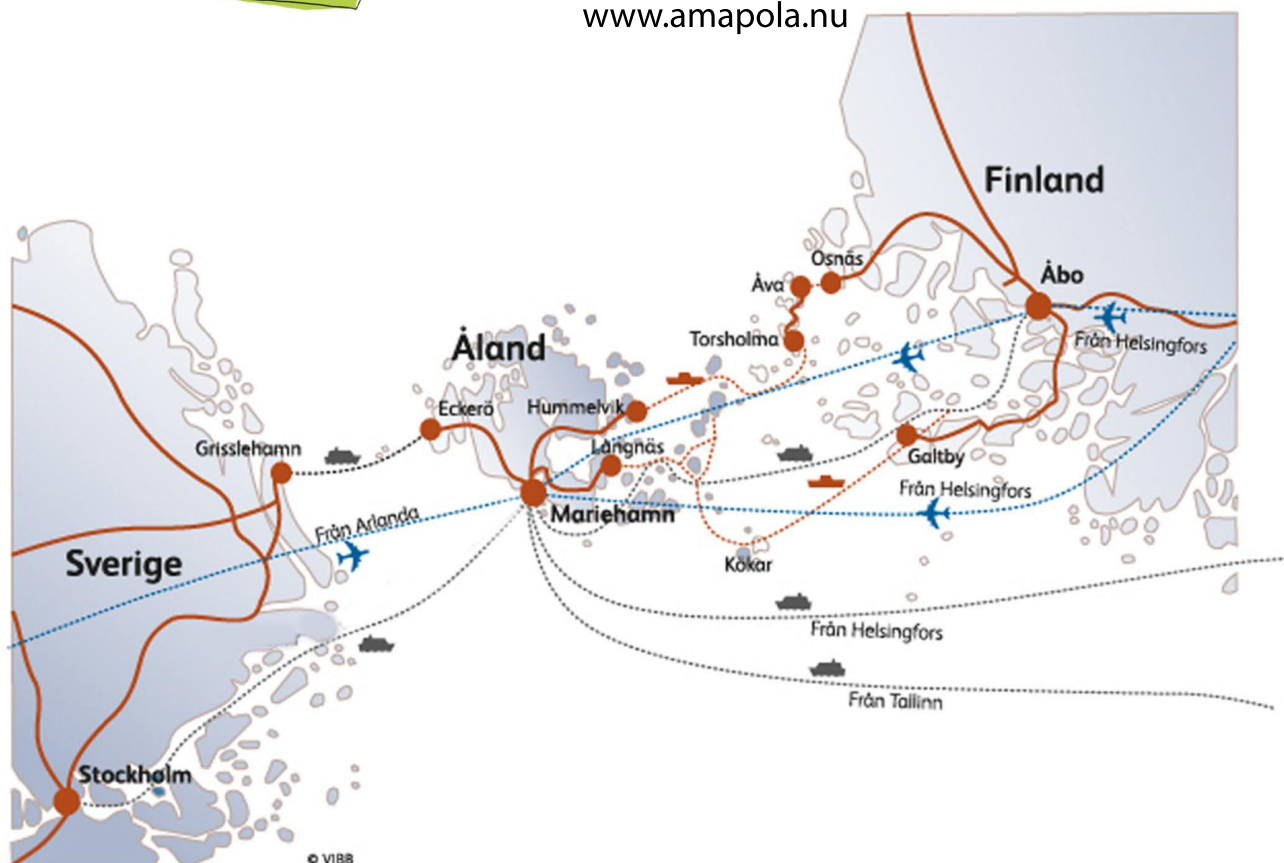 www.amapola.nu
Finland
Osnäs
Åva
Åbo
Torsholma
Från Helsingfors
Åland
Eckerö
Hummelvik
Grisslehamn
Långnäs
Galtby
Från Helsingfors
Mariehamn
Från Arlanda
Sverige
Kökar
Från Helsingfors
Från Tallinn
Stockholm
© VIBB